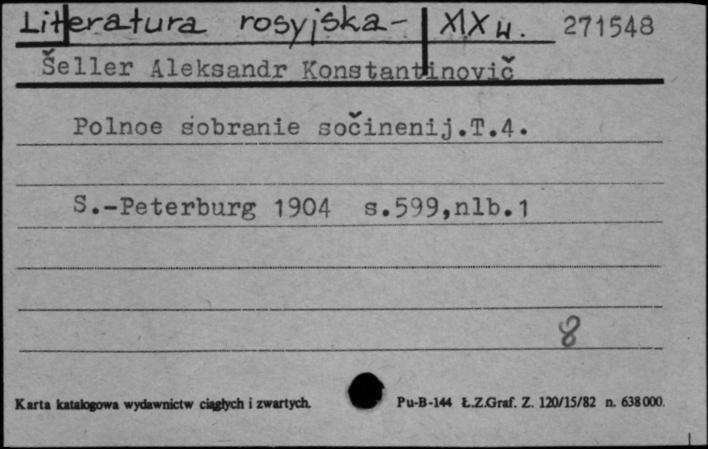 Literatura rosyjska - XIX w. 271548
Šeller Aleksandr Konstantinovič
Polnoe sobranie sočinenij.T.4.
S.-Peterburg 1904 s.599,nlb.1
8
Karta katalogowa wydawnictw ciągłych i zwartych. Pu-B-144 Ł.Z.Graf. Z. 120/15/82 n. 638000.